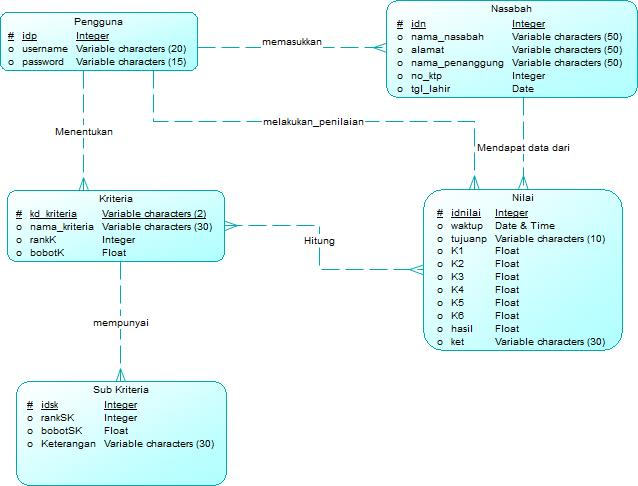 Pengguna
# idp Integer
o username Variable characters (20)
o password Variable characters (15)
memasukkan
Nasabah
# idn Integer
o nama_nasabah Variable characters (50)
o alamat Variable characters (50)
o nama_penanggung Variable characters (50)
o no_ktp Integer
o tgl_lahir Date
Menentukan
melakukan_penilaian
Mendapat data dari
Kriteria
# kd_kriteria Variable characters (2)
o nama_kriteria Variable characters (30)
o rankK Integer
o bobotK Float
Hitung
Nilai
# idnilai Integer
o waktup Date & Time
o tujuanp Variable characters (10)
o K1 Float
o K2 Float
o K3 Float
o K4 Float
o K5 Float
o K6 Float
o hasil Float
o ket Variable characters (30)
mempunyai
Sub Kriteria
# idsk Integer
o rankSK Integer
o bobotSK Float
o Keterangan Variable characters (30)